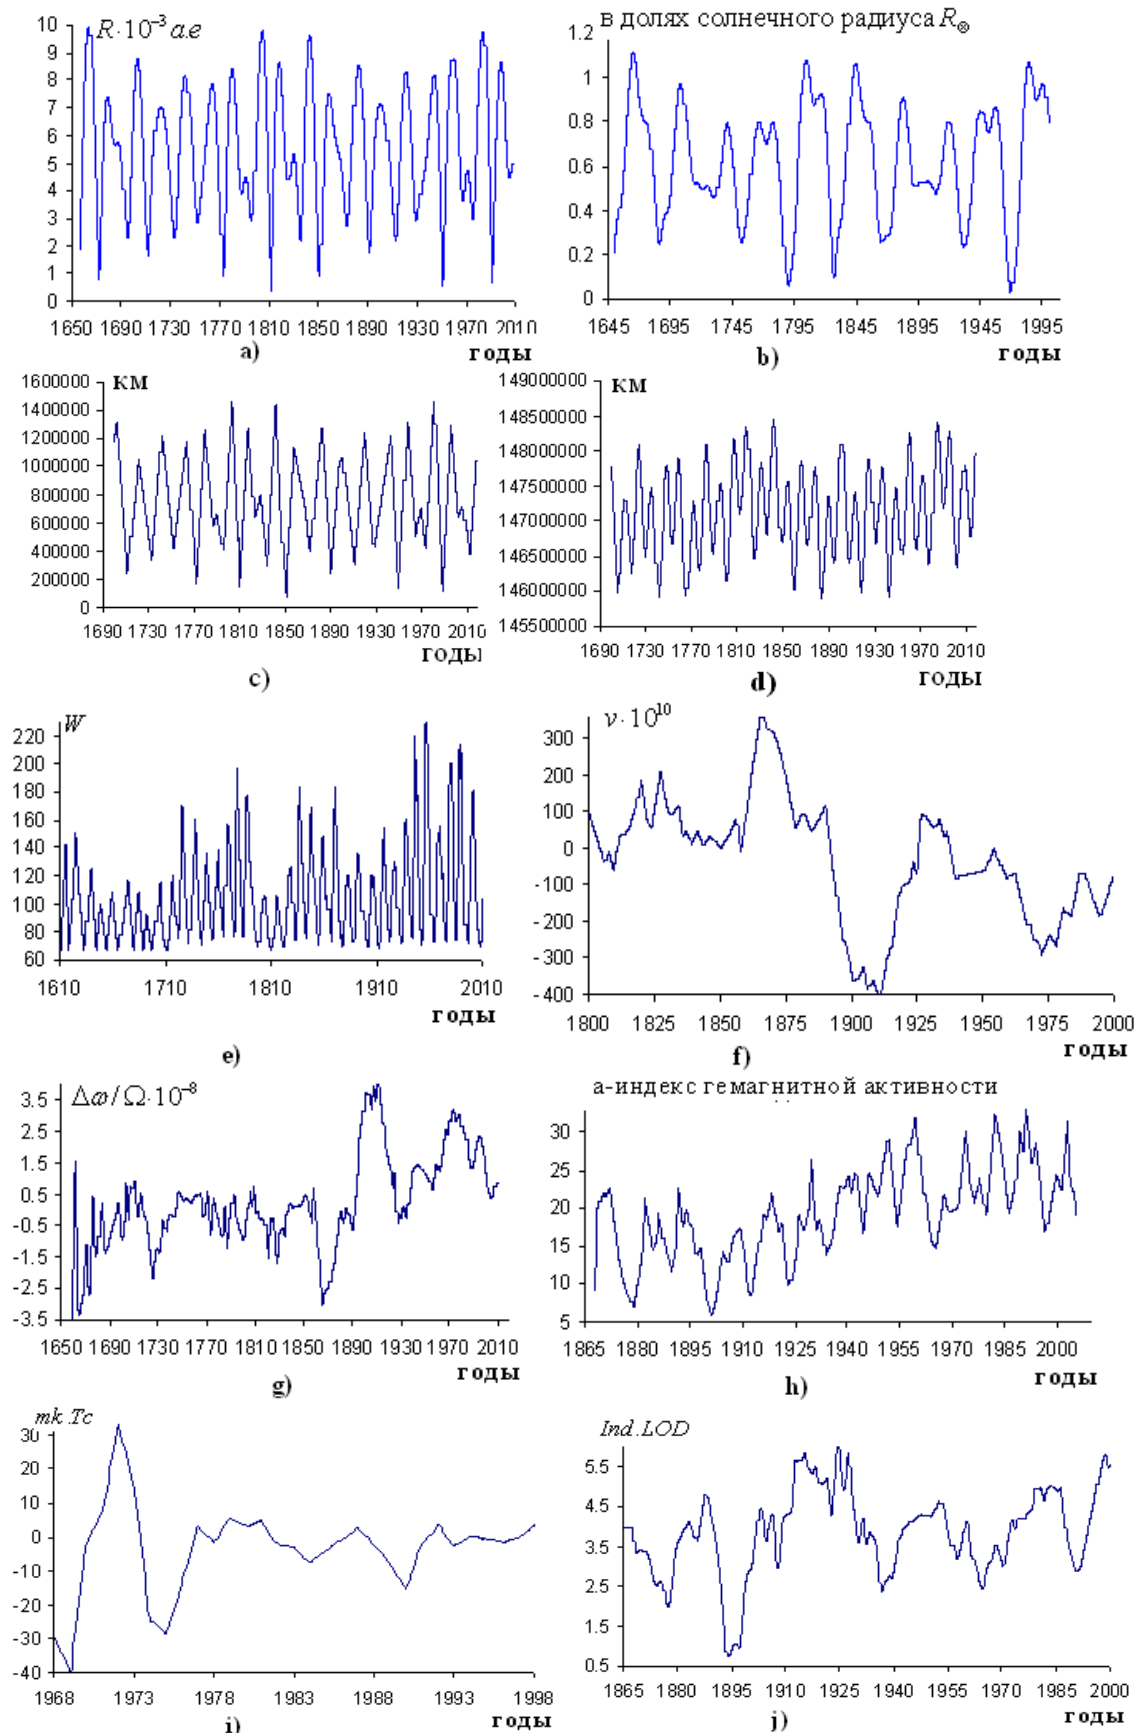 R·10⁻³ a.e
10
9
8
7
6
5
4
3
2
1
0
1650 1690 1730 1770 1810 1850 1890 1930 1970 2010
a)
годы
в долях солнечного радиуса R⊗
1.2
1
0.8
0.6
0.4
0.2
0
1645 1695 1745 1795 1845 1895 1945 1995
b)
годы
км
1600000
1400000
1200000
1000000
800000
600000
400000
200000
0
1690 1730 1770 1810 1850 1890 1930 1970 2010
годы
c)
км
149000000
148500000
148000000
147500000
147000000
146500000
146000000
145500000
1690 1730 1770 1810 1850 1890 1930 1970 2010
d)
годы
W
220
200
180
160
140
120
100
80
60
1610 1710 1810 1910 2010
годы
e)
ν·10¹⁰
300
200
100
0
-100
-200
-300
-400
1800 1825 1850 1875 1900 1925 1950 1975 2000
f)
годы
Δω/Ω·10⁻⁸
3.5
2.5
1.5
0.5
-0.5
-1.5
-2.5
-3.5
1650 1690 1730 1770 1810 1850 1890 1930 1970 2010
g)
годы
а-индекс гемагнитной активности
30
25
20
15
10
5
1865 1880 1895 1910 1925 1940 1955 1970 1985 2000
h)
годы
mk.Tc
30
20
10
0
-10
-20
-30
-40
1968 1973 1978 1983 1988 1993 1998
i)
годы
Ind.LOD
5.5
4.5
3.5
2.5
1.5
0.5
1865 1880 1895 1910 1925 1940 1955 1970 1985 2000
j)
годы